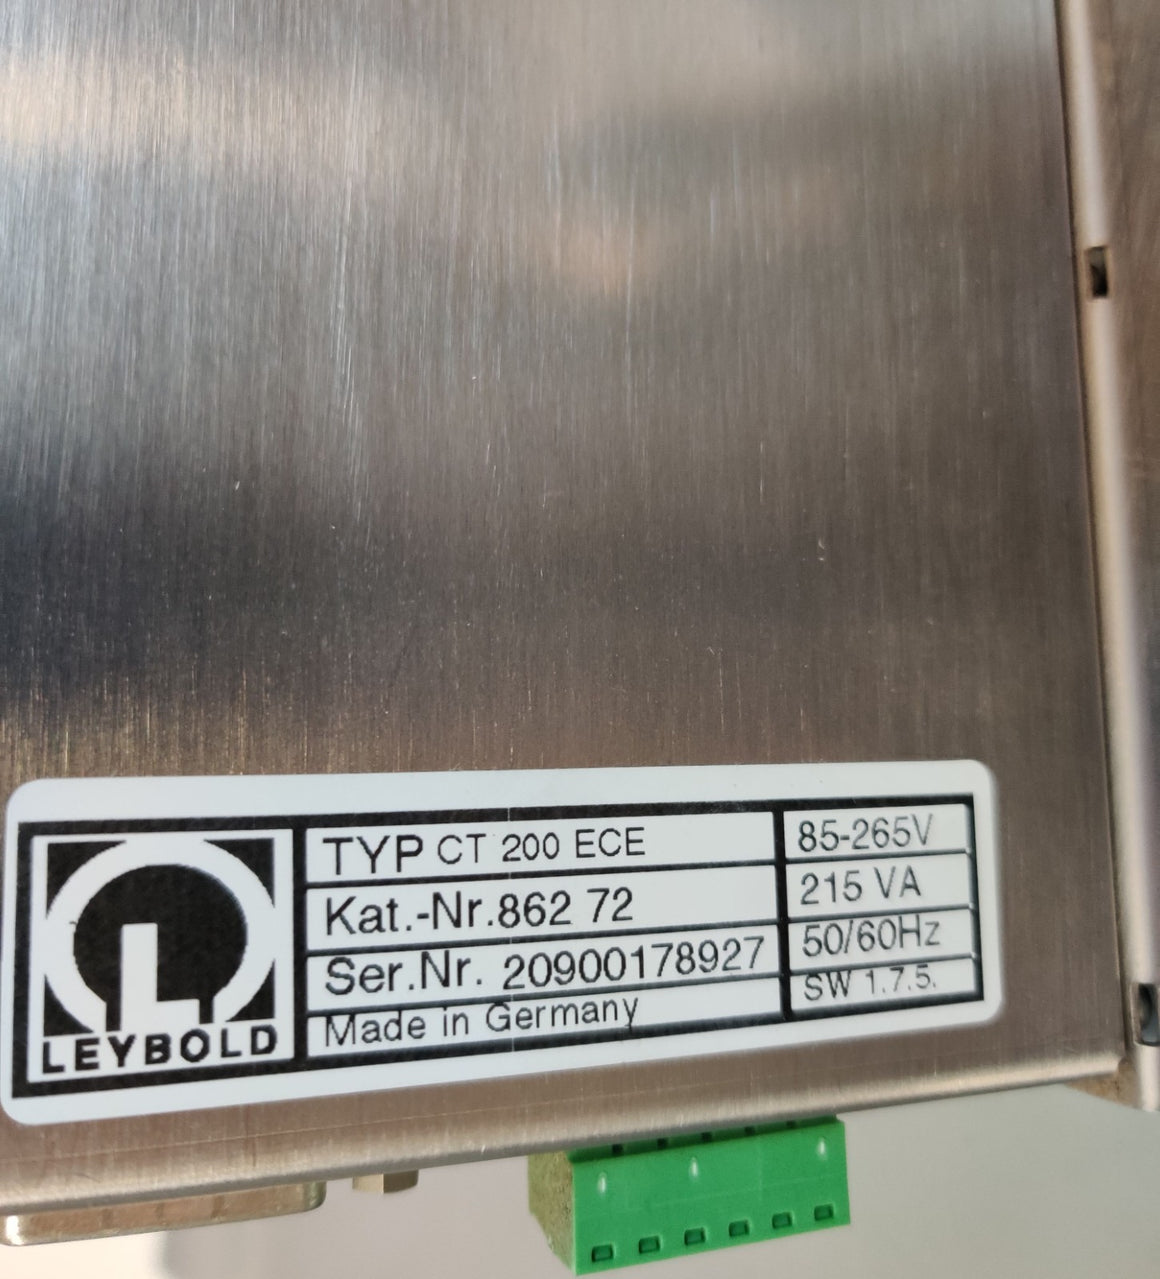 TYP CT 200 ECE
85-265V
Kat.-Nr.862 72
215 VA
Ser.Nr. 20900178927
50/60Hz
Made in Germany
SW 1.7.5.
LEYBOLD